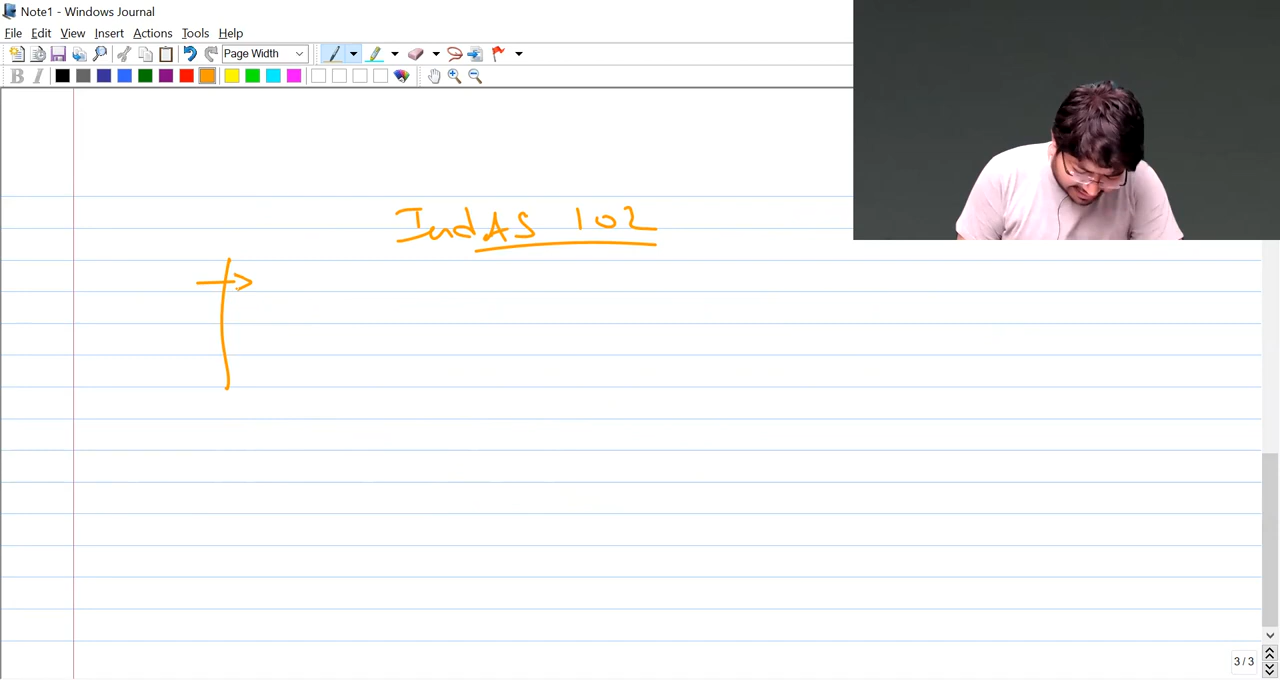 Note1 - Windows Journal
File Edit View Insert Actions Tools Help
Page Width
B I
IndAS 102
3 / 3